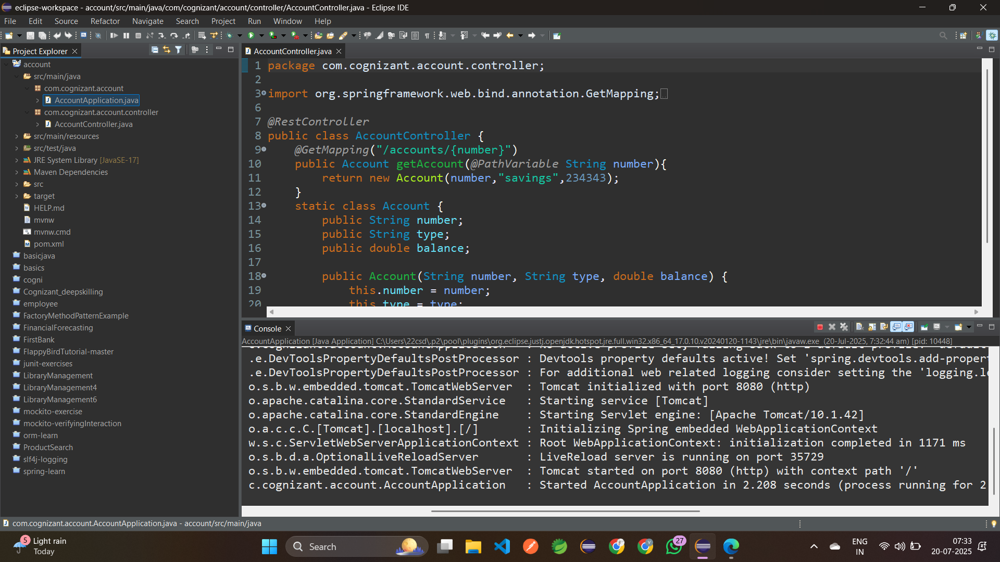 eclipse-workspace - account/src/main/java/com/cognizant/account/controller/AccountController.java - Eclipse IDE
File Edit Source Refactor Navigate Search Project Run Window Help
Project Explorer
account
src/main/java
com.cognizant.account
AccountApplication.java
com.cognizant.account.controller
AccountController.java
src/main/resources
src/test/java
JRE System Library [JavaSE-17]
Maven Dependencies
src
target
HELP.md
mvnw
mvnw.cmd
pom.xml
basicjava
basics
cogni
Cognizant_deepskilling
employee
FactoryMethodPatternExample
FinancialForecasting
FirstBank
FlappyBirdTutorial-master
junit-exercises
LibraryManagement
LibraryManagement4
LibraryManagement6
mockito-exercise
mockito-verifyingInteraction
orm-learn
ProductSearch
slf4j-logging
spring-learn
AccountController.java
1 package com.cognizant.account.controller;
2
3 import org.springframework.web.bind.annotation.GetMapping;
6
7 @RestController
8 public class AccountController {
9 @GetMapping("/accounts/{number}")
10 public Account getAccount(@PathVariable String number){
11 return new Account(number,"savings",234343);
12 }
13 static class Account {
14 public String number;
15 public String type;
16 public double balance;
17
18 public Account(String number, String type, double balance) {
19 this.number = number;
20 this.type = type;
Console
AccountApplication [Java Application] C:\Users\22csd\.p2\pool\plugins\org.eclipse.justj.openjdk.hotspot.jre.full.win32.x86_64_17.0.10.v20240120-1143\jre\bin\javaw.exe (20-Jul-2025, 7:32:44 am) [pid: 10448]
.e.DevToolsPropertyDefaultsPostProcessor : Devtools property defaults active! Set 'spring.devtools.add-proper
.e.DevToolsPropertyDefaultsPostProcessor : For additional web related logging consider setting the 'logging.l
o.s.b.w.embedded.tomcat.TomcatWebServer : Tomcat initialized with port 8080 (http)
o.apache.catalina.core.StandardService : Starting service [Tomcat]
o.apache.catalina.core.StandardEngine : Starting Servlet engine: [Apache Tomcat/10.1.42]
o.a.c.c.C.[Tomcat].[localhost].[/] : Initializing Spring embedded WebApplicationContext
w.s.c.ServletWebServerApplicationContext : Root WebApplicationContext: initialization completed in 1171 ms
o.s.b.d.a.OptionalLiveReloadServer : LiveReload server is running on port 35729
o.s.b.w.embedded.tomcat.TomcatWebServer : Tomcat started on port 8080 (http) with context path '/'
c.cognizant.account.AccountApplication : Started AccountApplication in 2.208 seconds (process running for 2
com.cognizant.account.AccountApplication.java - account/src/main/java
5
Light rain
Today
Search
27
ENG
IN
07:33
20-07-2025